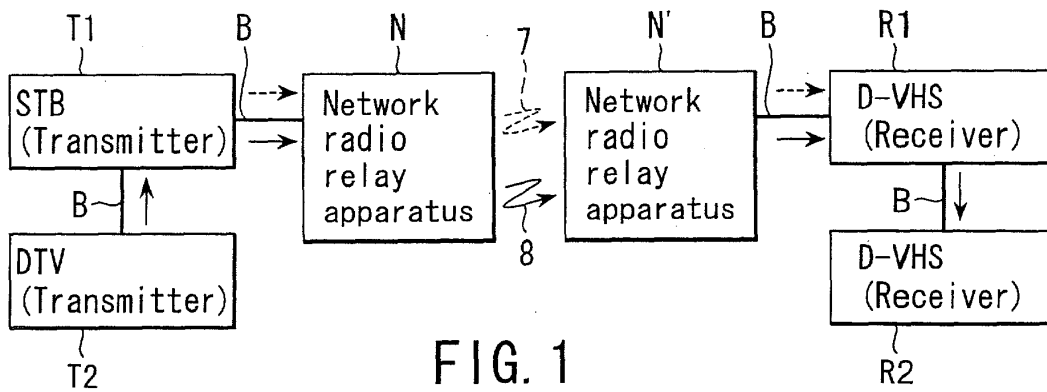 T1
B
N
7
N'
B
R1
STB
(Transmitter)
Network
radio
relay
apparatus
Network
radio
relay
apparatus
D-VHS
(Receiver)
B
8
B
DTV
(Transmitter)
D-VHS
(Receiver)
T2
FIG. 1
R2